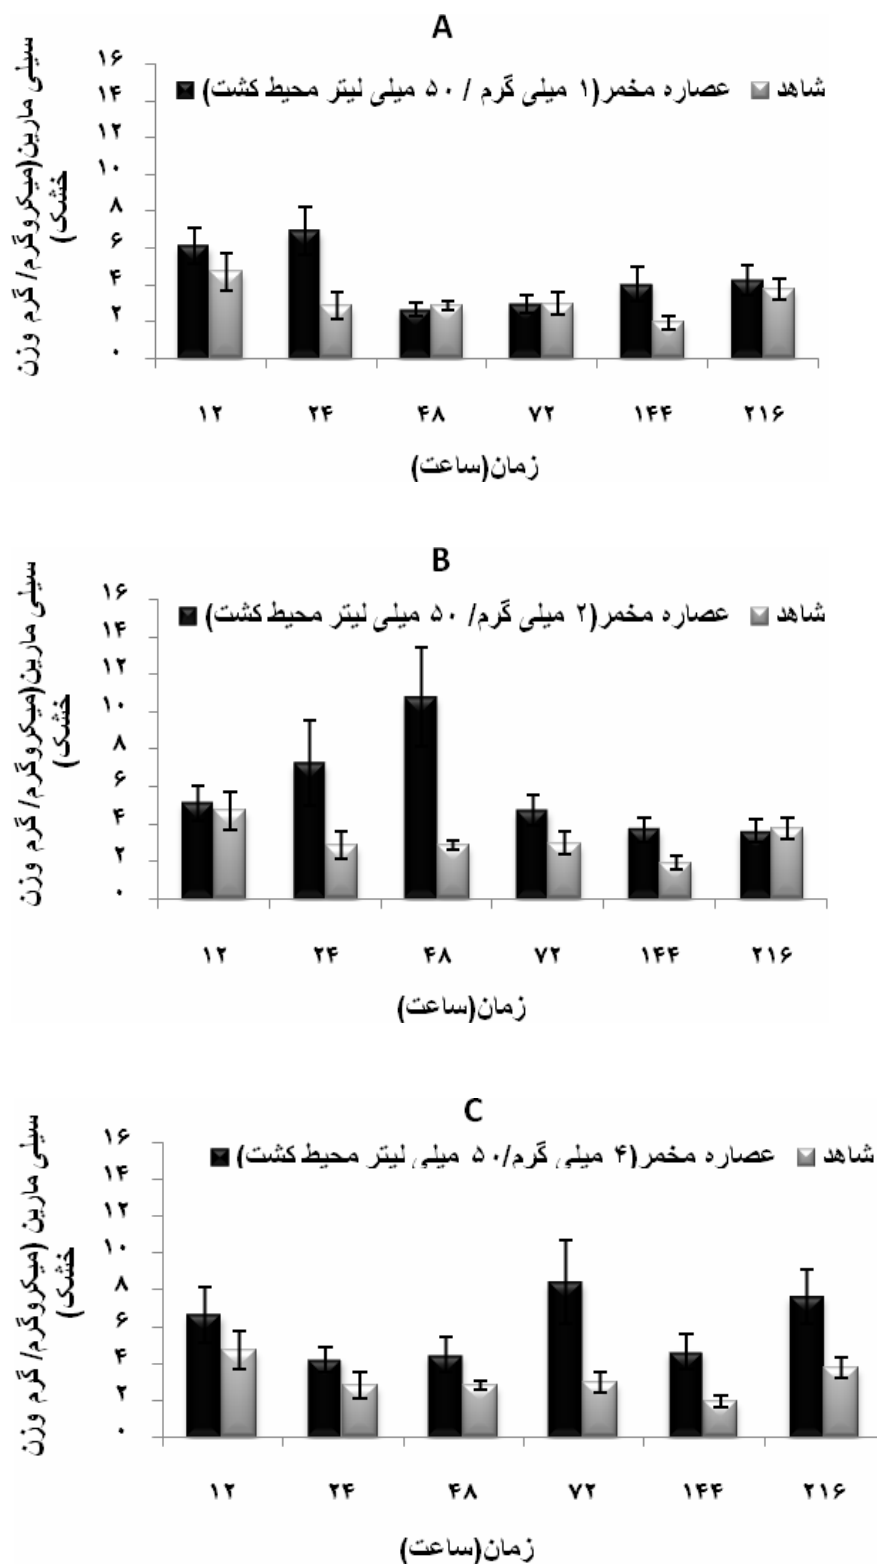 A
۱۶
۱۴
۱۲
۱۰
۸
۶
۴
۲
۰
سیلی مارین(میکروگرم/ گرم وزن
خشک)
عصاره مخمر(۱ میلی گرم / ۵۰ میلی لیتر محیط کشت)
شاهد
۱۲ ۲۴ ۴۸ ۷۲ ۱۴۴ ۲۱۶
زمان(ساعت)
B
۱۶
۱۴
۱۲
۱۰
۸
۶
۴
۲
۰
سیلی مارین(میکروگرم/ گرم وزن
خشک)
عصاره مخمر(۲ میلی گرم/ ۵۰ میلی لیتر محیط کشت)
شاهد
۱۲ ۲۴ ۴۸ ۷۲ ۱۴۴ ۲۱۶
زمان(ساعت)
C
۱۶
۱۴
۱۲
۱۰
۸
۶
۴
۲
۰
سیلی مارین (میکروگرم/ گرم وزن
خشک)
عصاره مخمر(۴ میلی گرم/۵۰ میلی لیتر محیط کشت)
شاهد
۱۲ ۲۴ ۴۸ ۷۲ ۱۴۴ ۲۱۶
زمان(ساعت)